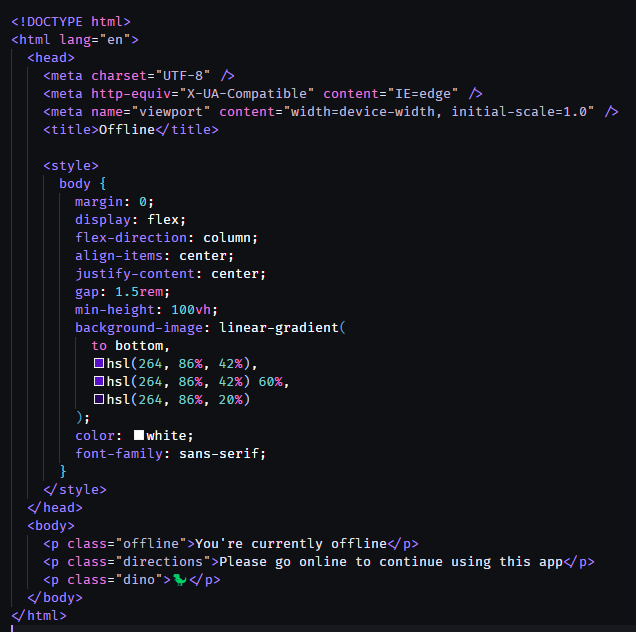 <!DOCTYPE html>
<html lang="en">
  <head>
    <meta charset="UTF-8" />
    <meta http-equiv="X-UA-Compatible" content="IE=edge" />
    <meta name="viewport" content="width=device-width, initial-scale=1.0" />
    <title>Offline</title>

    <style>
      body {
        margin: 0;
        display: flex;
        flex-direction: column;
        align-items: center;
        justify-content: center;
        gap: 1.5rem;
        min-height: 100vh;
        background-image: linear-gradient(
          to bottom,
          hsl(264, 86%, 42%),
          hsl(264, 86%, 42%) 60%,
          hsl(264, 86%, 20%)
        );
        color: white;
        font-family: sans-serif;
      }
    </style>
  </head>
  <body>
    <p class="offline">You're currently offline</p>
    <p class="directions">Please go online to continue using this app</p>
    <p class="dino">🦖</p>
  </body>
</html>